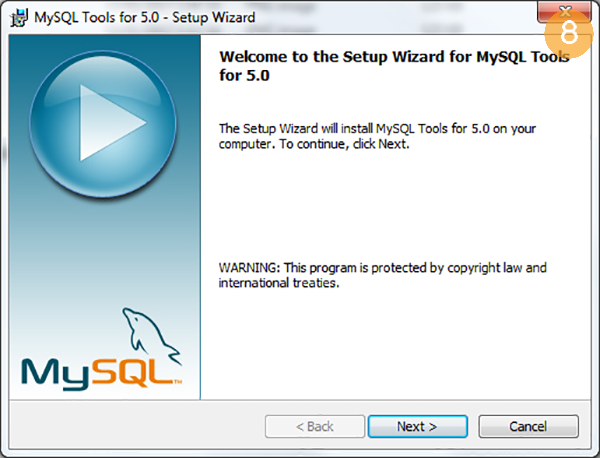 MySQL Tools for 5.0 - Setup Wizard
8
Welcome to the Setup Wizard for MySQL Tools
for 5.0
The Setup Wizard will install MySQL Tools for 5.0 on your
computer. To continue, click Next.
WARNING: This program is protected by copyright law and
international treaties.
MySQL™
< Back
Next >
Cancel